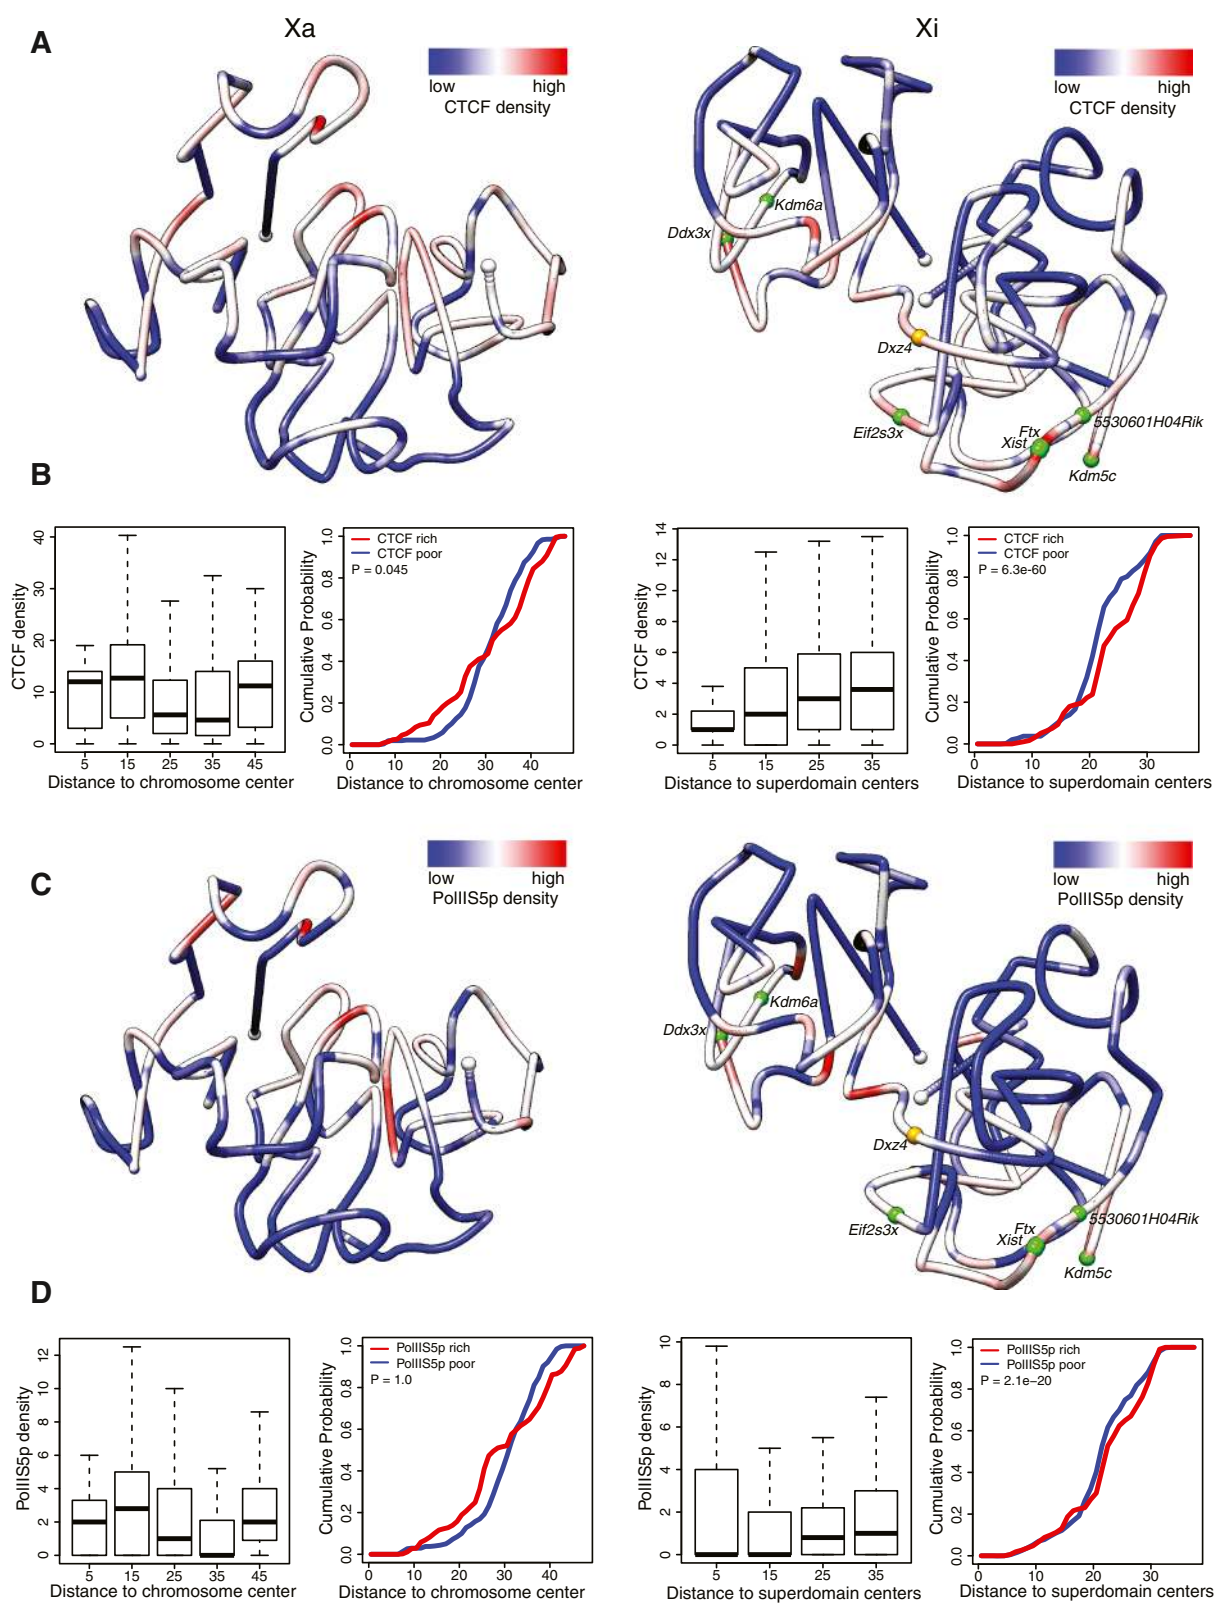 Xa
Xi
A
low
high
CTCF density
low
high
CTCF density
Kdm6a
Ddx3x
Dxz4
Eif2s3x
Ftx
Xist
5530601H04Rik
Kdm5c
B
CTCF density
0
10
20
30
40
5
15
25
35
45
Distance to chromosome center
Cumulative Probability
0.0
0.2
0.4
0.6
0.8
1.0
CTCF rich
CTCF poor
P = 0.045
0
10
20
30
40
Distance to chromosome center
CTCF density
0
2
4
6
8
10
12
14
5
15
25
35
Distance to superdomain centers
Cumulative Probability
0.0
0.2
0.4
0.6
0.8
1.0
CTCF rich
CTCF poor
P = 6.3e-60
0
10
20
30
Distance to superdomain centers
C
low
high
PolIIS5p density
low
high
PolIIS5p density
Kdm6a
Ddx3x
Dxz4
Eif2s3x
Ftx
Xist
5530601H04Rik
Kdm5c
D
PolIIS5p density
0
2
4
6
8
10
12
5
15
25
35
45
Distance to chromosome center
Cumulative Probability
0.0
0.2
0.4
0.6
0.8
1.0
PolIIS5p rich
PolIIS5p poor
P = 1.0
0
10
20
30
40
Distance to chromosome center
PolIIS5p density
0
2
4
6
8
10
5
15
25
35
Distance to superdomain centers
Cumulative Probability
0.0
0.2
0.4
0.6
0.8
1.0
PolIIS5p rich
PolIIS5p poor
P = 2.1e−20
0
10
20
30
Distance to superdomain centers